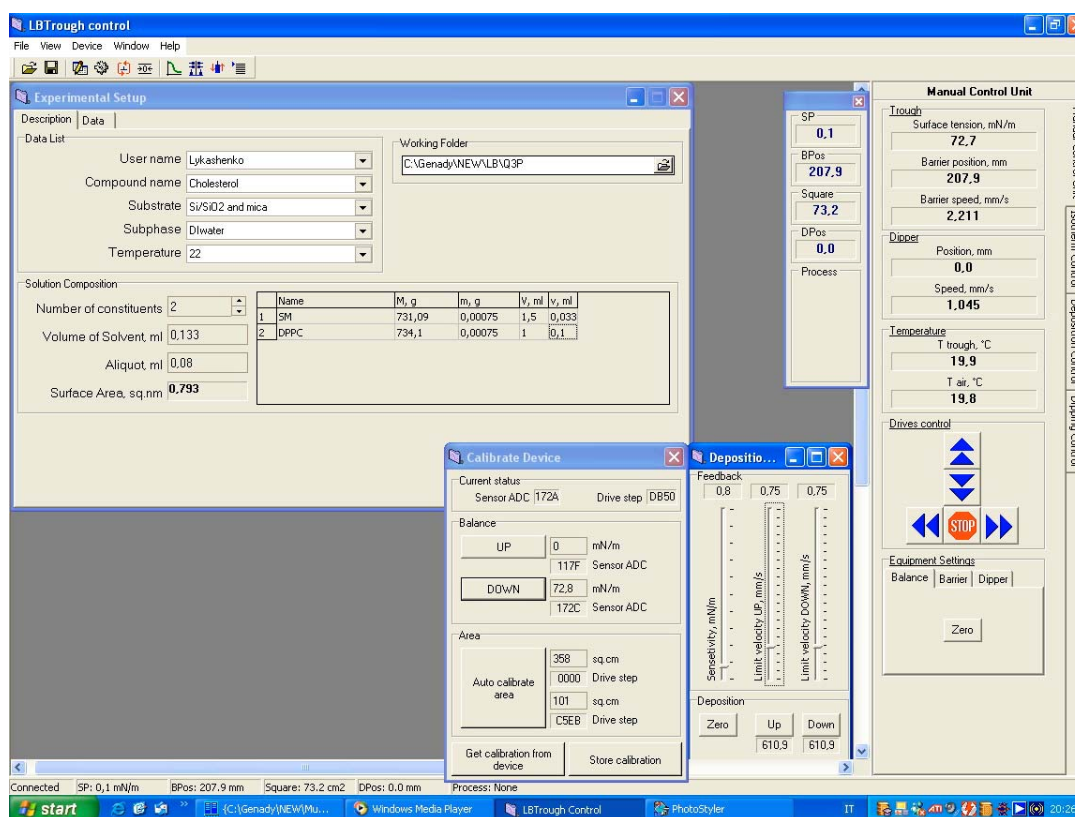 LBTrough control
File View Device Window Help
Experimental Setup
Description Data
Data List
User name Lykashenko
Compound name Cholesterol
Substrate Si/SiO2 and mica
Subphase DIwater
Temperature 22
Working Folder
C:\Genady\NEW\LB\Q3P
Solution Composition
Number of constituents 2
Volume of Solvent, ml 0,133
Aliquot, ml 0,08
Surface Area, sq.nm 0,793
Name M, g m, g V, ml v, ml
1 SM 731,09 0,00075 1,5 0,033
2 DPPC 734,1 0,00075 1 0,1
SP
0,1
BPos
207,9
Square
73,2
DPos
0,0
Process
Calibrate Device
Current status
Sensor ADC 172A Drive step DB50
Balance
UP 0 mN/m
117F Sensor ADC
DOWN 72,8 mN/m
172C Sensor ADC
Area
Auto calibrate area
358 sq.cm
0000 Drive step
101 sq.cm
C5EB Drive step
Get calibration from device
Store calibration
Depositio...
Feedback
0,8 0,75 0,75
Sensetivity, mN/m
Limit velocity UP, mm/s
Limit velocity DOWN, mm/s
Deposition
Zero Up Down
610,9 610,9
Manual Control Unit
Trough
Surface tension, mN/m
72,7
Barrier position, mm
207,9
Barrier speed, mm/s
2,211
Dipper
Position, mm
0,0
Speed, mm/s
1,045
Temperature
T trough, °C
19,9
T air, °C
19,8
Drives control
STOP
Equipment Settings
Balance Barrier Dipper
Zero
Isotherm Control
Deposition Control
Dipping Control
Connected SP: 0,1 mN/m BPos: 207.9 mm Square: 73.2 cm2 DPos: 0.0 mm Process: None
start {C:\Genady\NEW\Mu... Windows Media Player LBTrough Control PhotoStyler IT 20:26